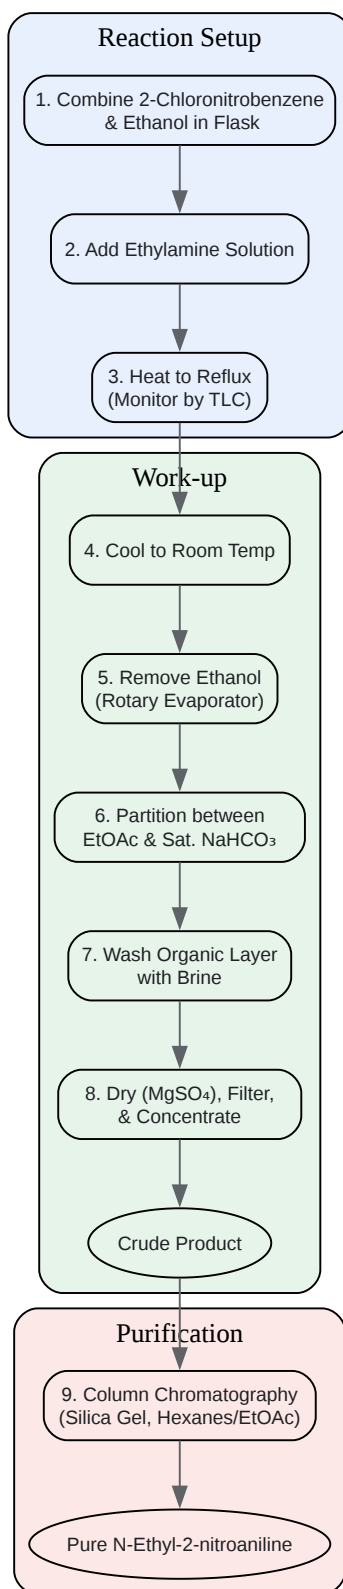 Reaction Setup
1. Combine 2-Chloronitrobenzene
& Ethanol in Flask
2. Add Ethylamine Solution
3. Heat to Reflux
(Monitor by TLC)
Work-up
4. Cool to Room Temp
5. Remove Ethanol
(Rotary Evaporator)
6. Partition between
EtOAc & Sat. NaHCO₃
7. Wash Organic Layer
with Brine
8. Dry (MgSO₄), Filter,
& Concentrate
Crude Product
Purification
9. Column Chromatography
(Silica Gel, Hexanes/EtOAc)
Pure N-Ethyl-2-nitroaniline